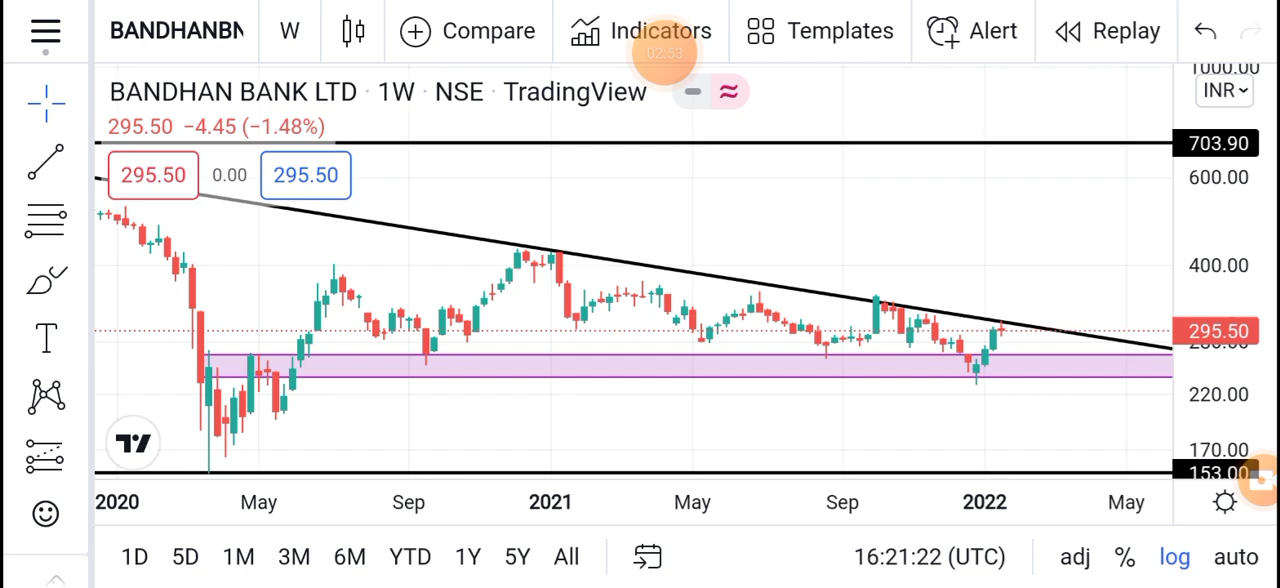 BANDHANBN W Compare Indicators Templates Alert Replay
02:53
1000.00
BANDHAN BANK LTD · 1W · NSE · TradingView
INR
295.50 −4.45 (−1.48%)
703.90
295.50 0.00 295.50
600.00
400.00
295.50
220.00
170.00
153.00
2020 May Sep 2021 May Sep 2022 May
1D 5D 1M 3M 6M YTD 1Y 5Y All 16:21:22 (UTC) adj % log auto